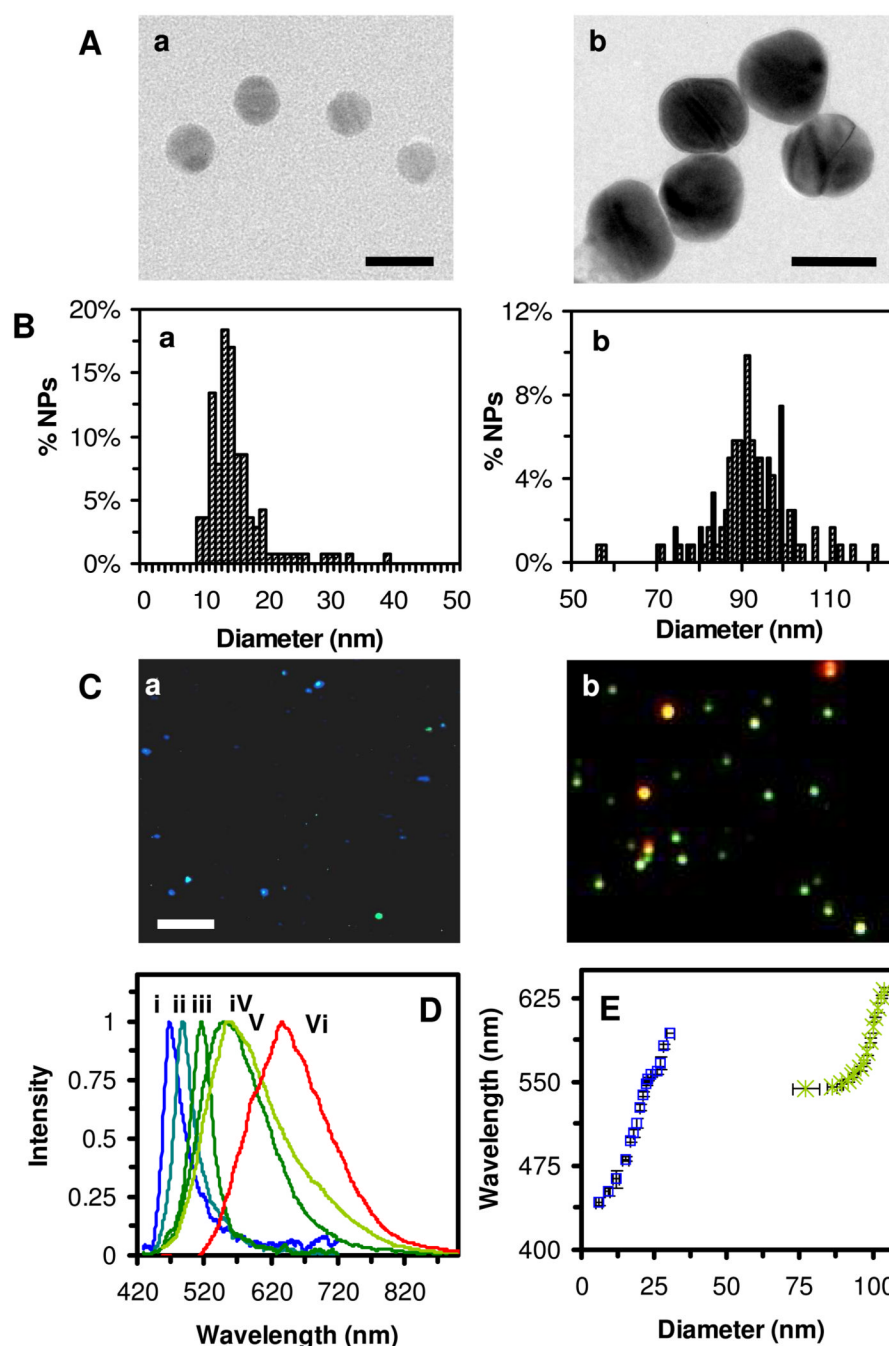 A
a
b
B
a
b
20%
15%
10%
5%
0%
% NPs
0 10 20 30 40 50
Diameter (nm)
12%
8%
4%
0%
% NPs
50 70 90 110
Diameter (nm)
C
a
b
D
i ii iii iV V Vi
1
0.75
0.5
0.25
0
Intensity
420 520 620 720 820
Wavelength (nm)
E
625
550
475
400
Wavelength (nm)
0 25 50 75 100
Diameter (nm)